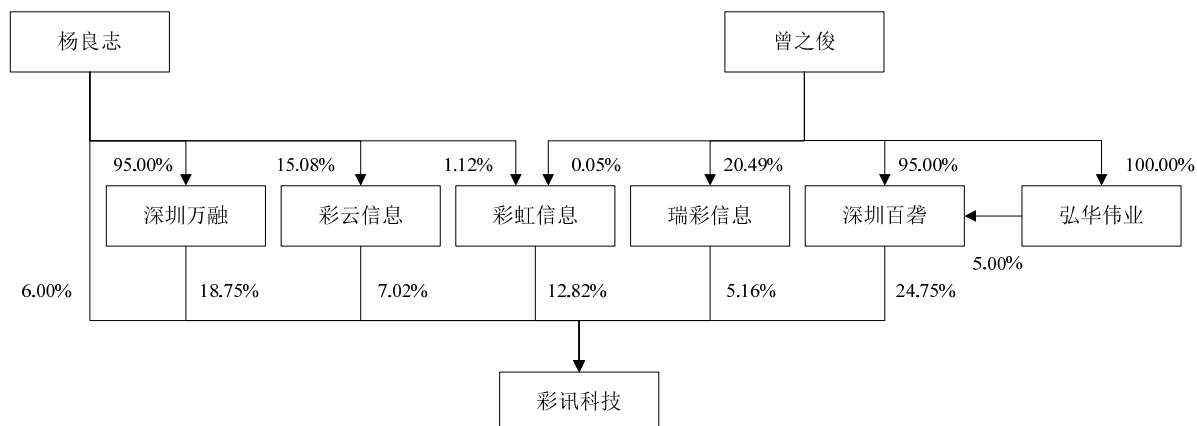 杨良志
曾之俊
95.00%
15.08%
1.12%
0.05%
20.49%
95.00%
100.00%
深圳万融
彩云信息
彩虹信息
瑞彩信息
深圳百砻
弘华伟业
5.00%
6.00%
18.75%
7.02%
12.82%
5.16%
24.75%
彩讯科技